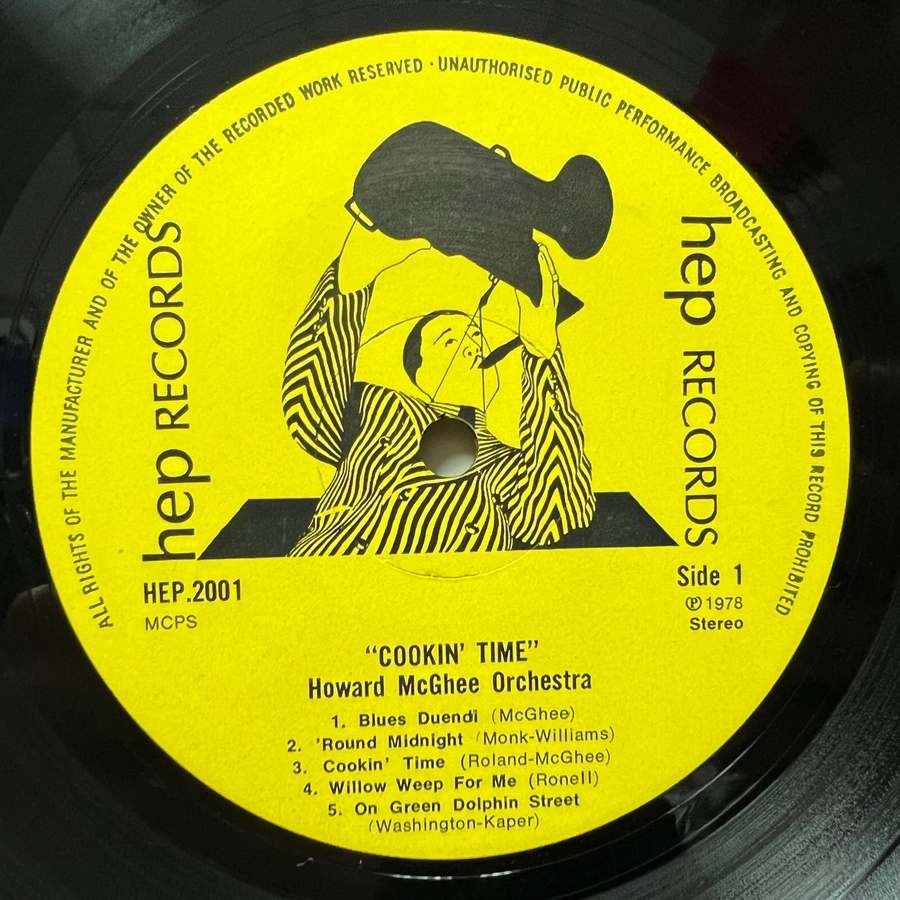 ALL RIGHTS OF THE MANUFACTURER AND OF THE OWNER OF THE RECORDED WORK RESERVED · UNAUTHORISED PUBLIC PERFORMANCE BROADCASTING AND COPYING OF THIS RECORD PROHIBITED
hep RECORDS
hep RECORDS
HEP.2001
MCPS
Side 1
℗ 1978
Stereo
"COOKIN' TIME"
Howard McGhee Orchestra
1. Blues Duendi (McGhee)
2. 'Round Midnight (Monk-Williams)
3. Cookin' Time (Roland-McGhee)
4. Willow Weep For Me (Ronell)
5. On Green Dolphin Street
(Washington-Kaper)